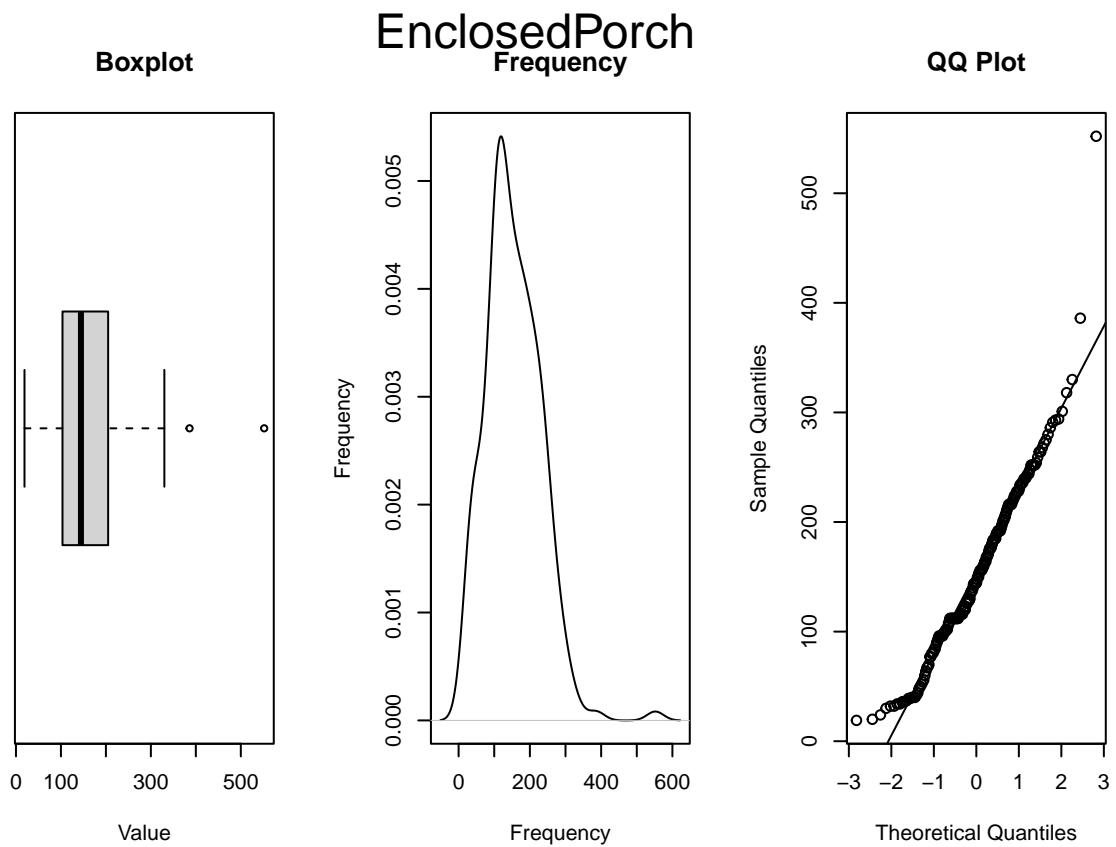 EnclosedPorch
Boxplot
0 100 300 500
Value
Frequency
0.000 0.001 0.002 0.003 0.004 0.005
Frequency
0 200 400 600
Frequency
QQ Plot
0 100 200 300 400 500
Sample Quantiles
−3 −2 −1 0 1 2 3
Theoretical Quantiles